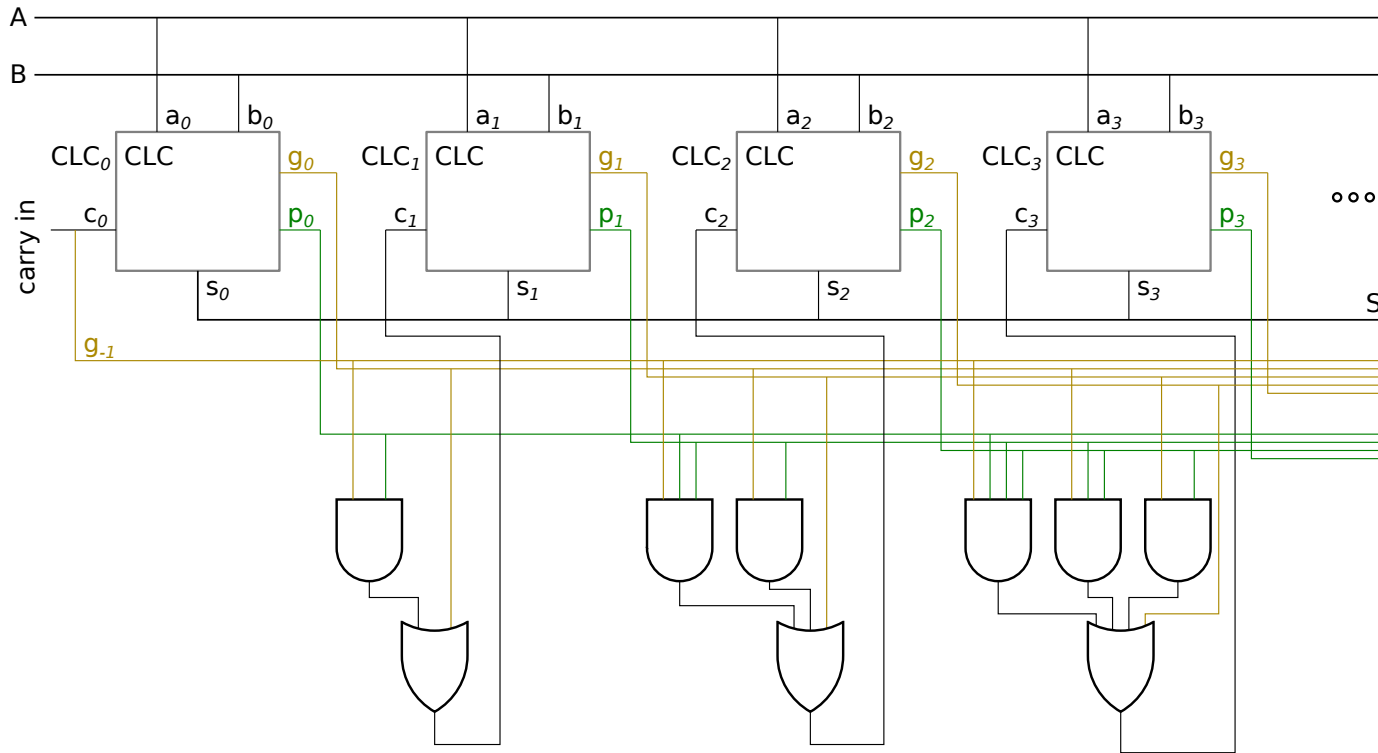 A
B
a0 b0 a1 b1 a2 b2 a3 b3
CLC0 CLC g0 CLC1 CLC g1 CLC2 CLC g2 CLC3 CLC g3
carry in c0 p0 c1 p1 c2 p2 c3 p3
s0 s1 s2 s3 S
g-1